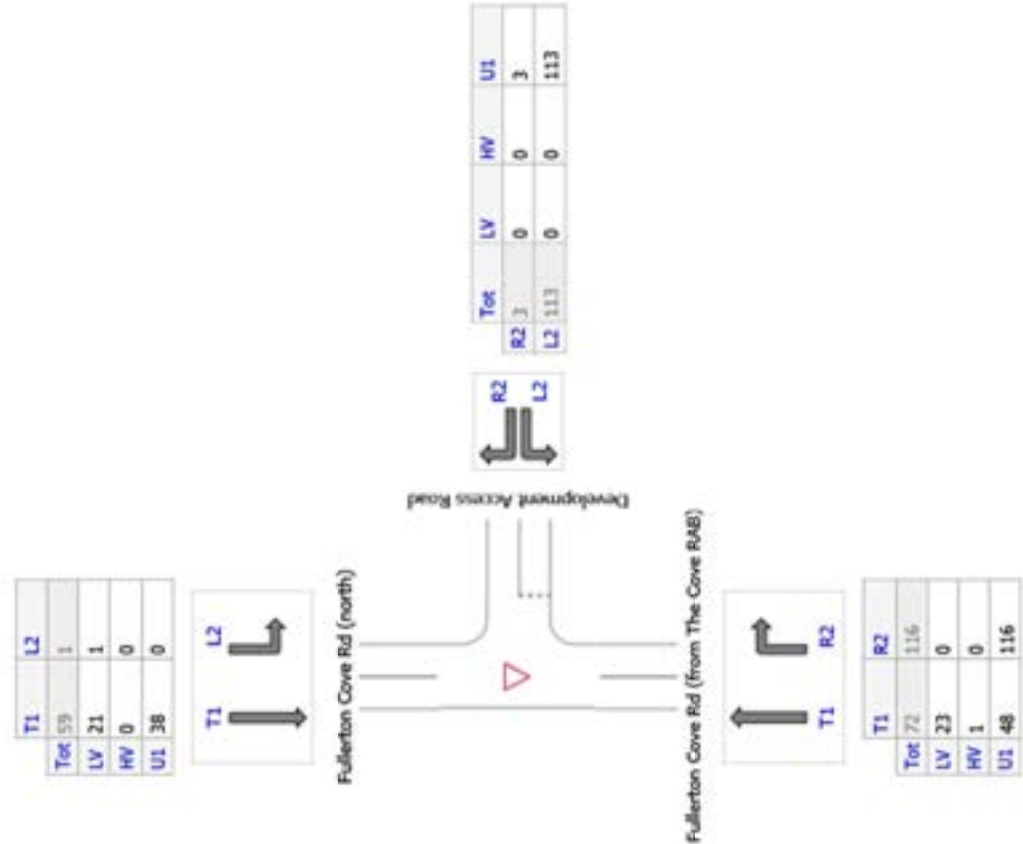 T1 L2
Tot 59 1
LV 21 1
HV 0 0
U1 38 0
T1 L2
Fullerton Cove Rd (north)
Tot LV HV U1
R2 3 0 0 3
L2 113 0 0 113
R2
L2
Development Access Road
Fullerton Cove Rd (from The Cove RAB)
T1 R2
T1 R2
Tot 72 116
LV 23 0
HV 1 0
U1 48 116